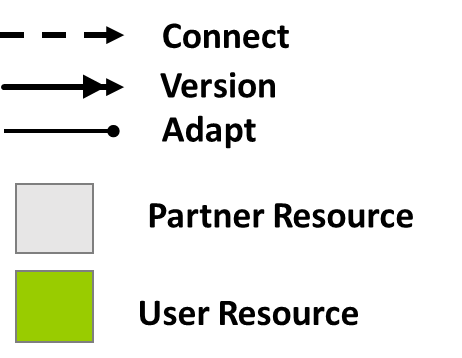 Connect
Version
Adapt
Partner Resource
User Resource